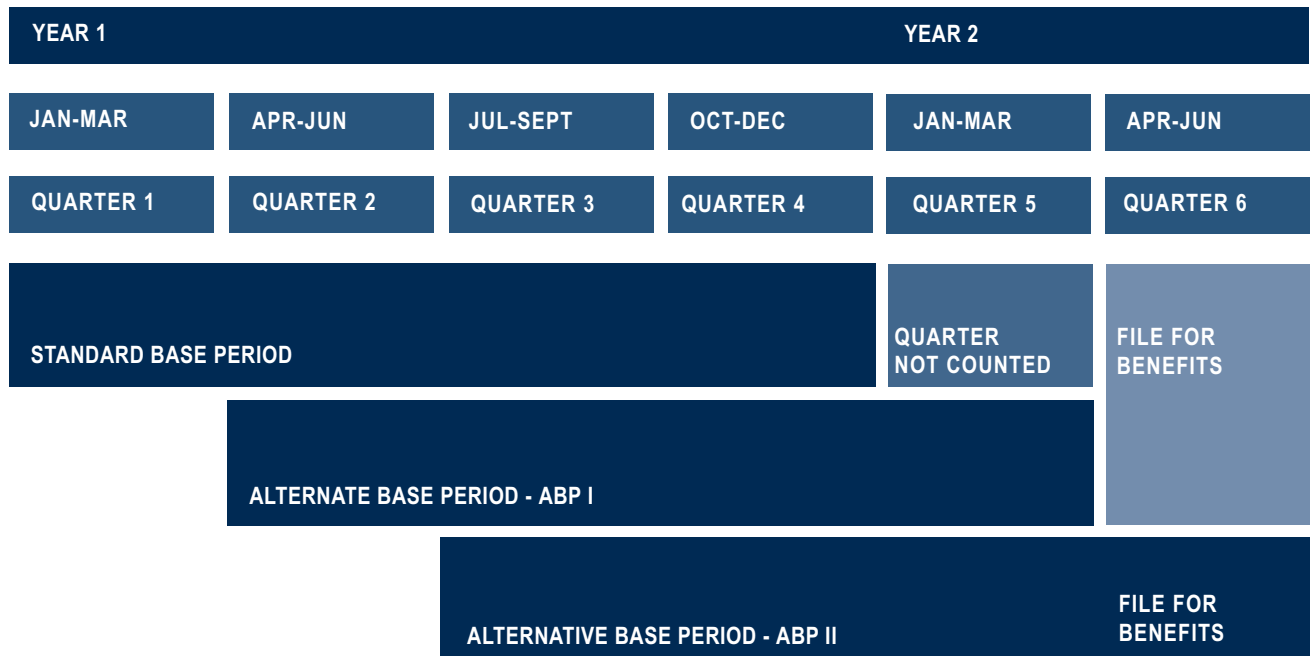 YEAR 1 YEAR 2
JAN-MAR APR-JUN JUL-SEPT OCT-DEC JAN-MAR APR-JUN
QUARTER 1 QUARTER 2 QUARTER 3 QUARTER 4 QUARTER 5 QUARTER 6
STANDARD BASE PERIOD
QUARTER
NOT COUNTED
FILE FOR
BENEFITS
ALTERNATE BASE PERIOD - ABP I
ALTERNATIVE BASE PERIOD - ABP II
FILE FOR
BENEFITS